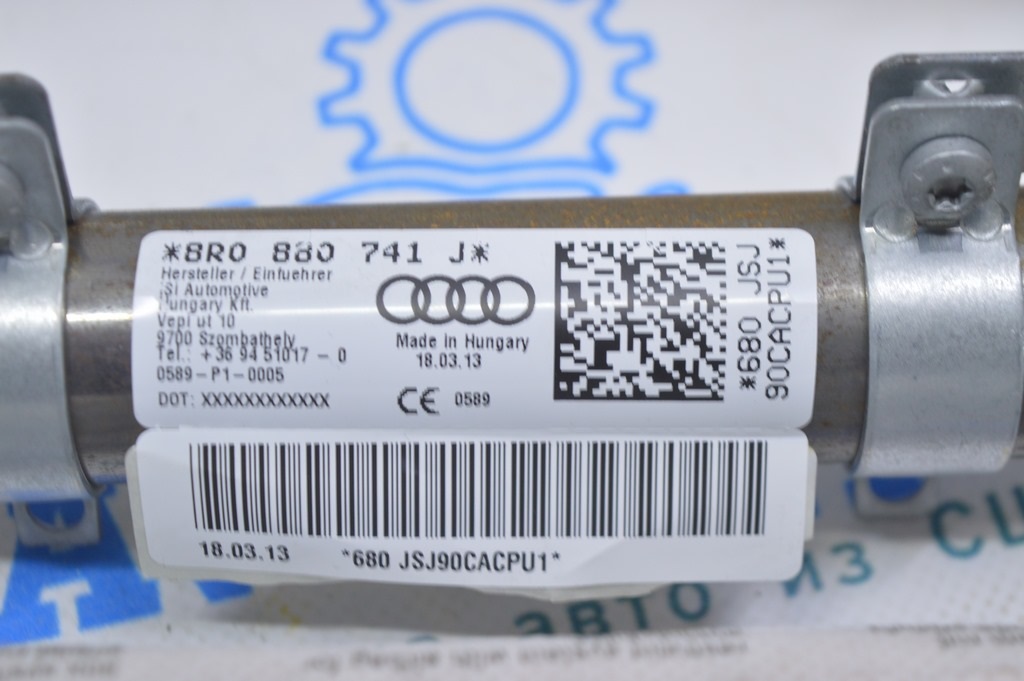 *8R0 880 741 J*
Hersteller / Einfuehrer
iSi Automotive
Hungary Kft.
Vepi ut 10
9700 Szombathely
Tel.: +36 94 51017 - 0
0589-P1-0005
DOT: XXXXXXXXXXXX
Made in Hungary
18.03.13
CE 0589
*680 JSJ
90CACPU1*
18.03.13
*680 JSJ90CACPU1*
авто из